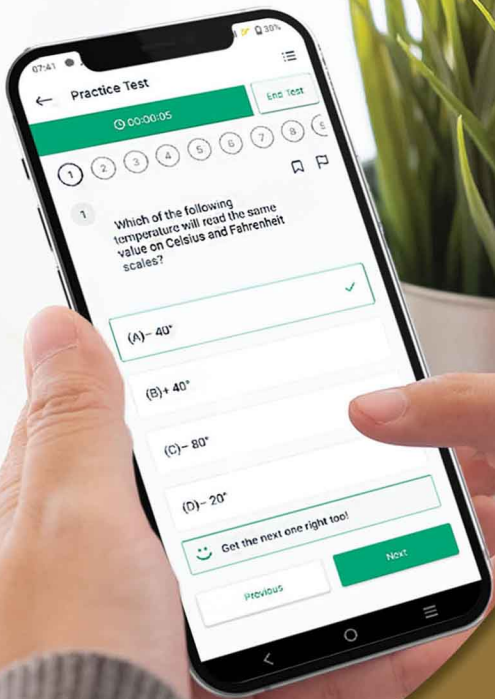 07:41 30%
← Practice Test
00:00:05 End Test
1 2 3 4 5 6 7 8
1
Which of the following
temperature will read the same
value on Celsius and Fahrenheit
scales?
(A)– 40°
(B)+ 40°
(C)– 80°
(D)– 20°
Get the next one right too!
Previous Next